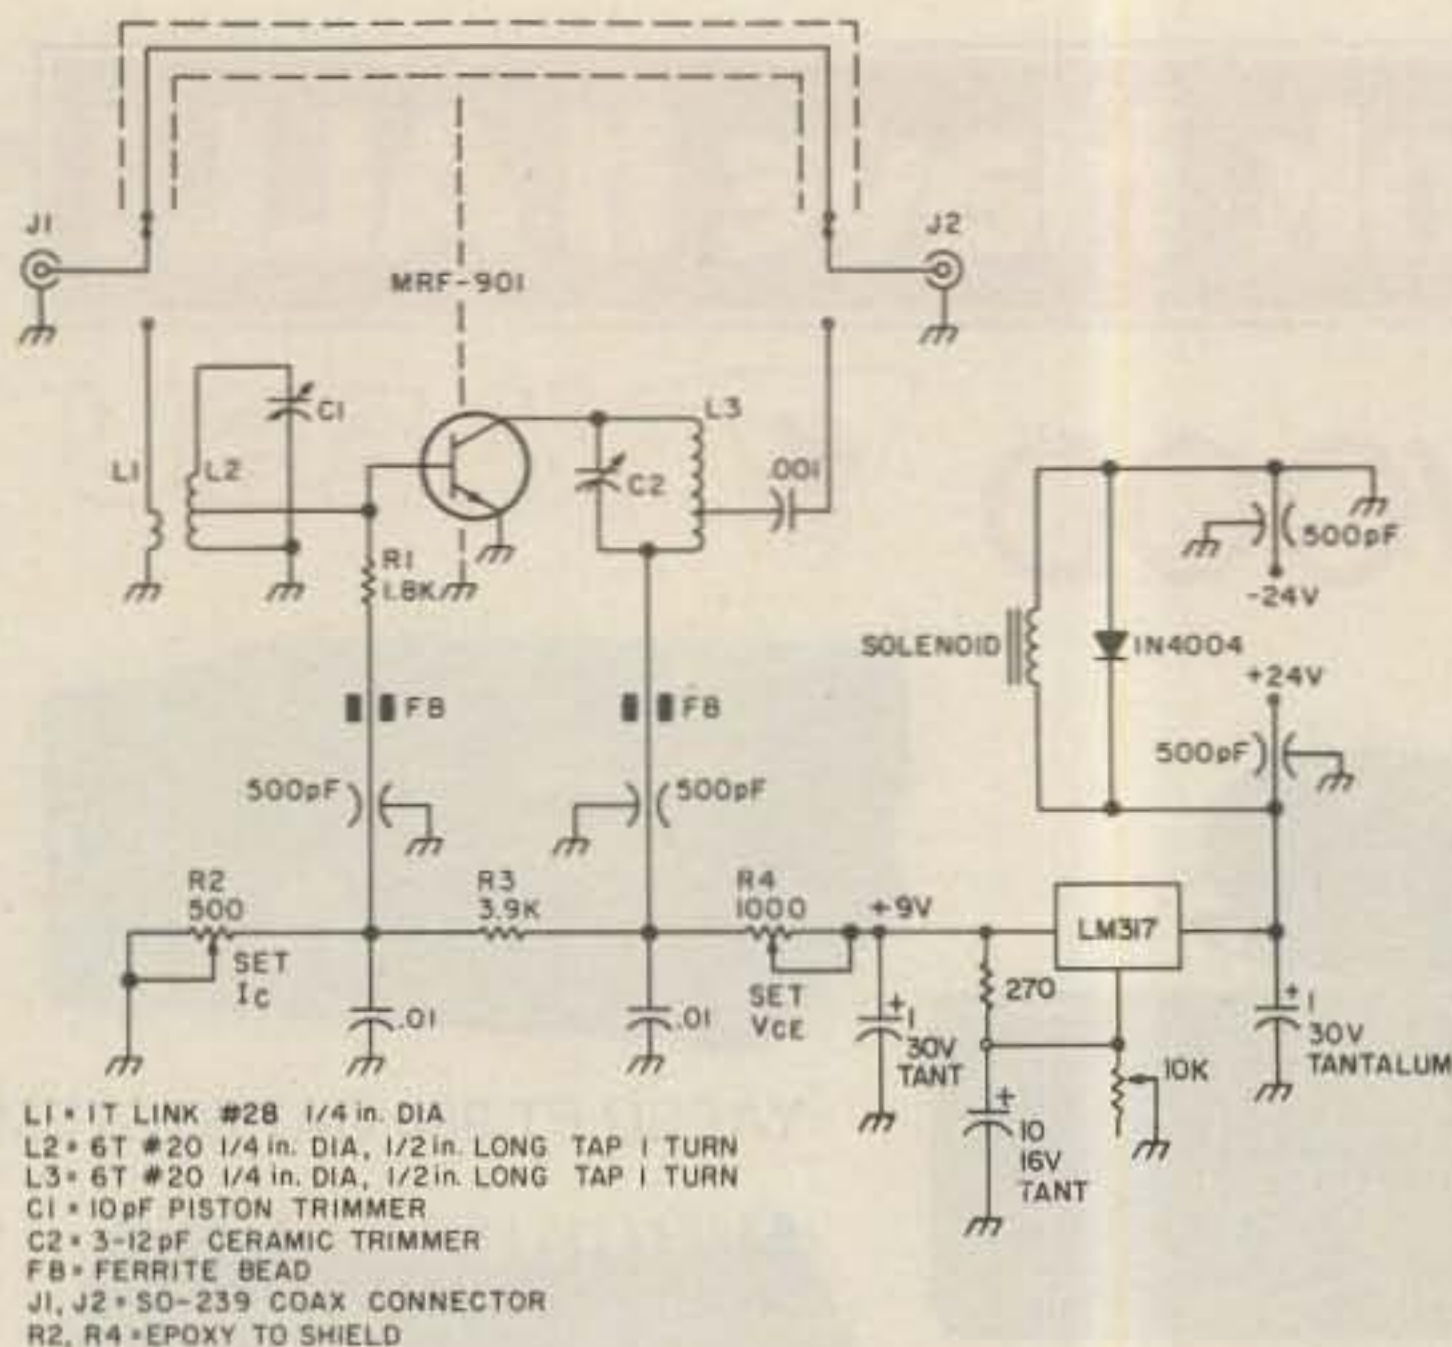 J1
J2
MRF-901
C1
L3
L1
L2
C2
.001
R1
1.8K
500pF
-24V
SOLENOID
1N4004
+24V
FB
FB
500pF
500pF
500pF
R2
500
R3
3.9K
R4
1000
+9V
LM317
SET
IC
.01
.01
SET
VCE
+
1
30V
TANT
270
10K
+
1
30V
TANTALUM
+
10
16V
TANT
L1 = 1T LINK #28 1/4 in. DIA
L2 = 6T #20 1/4 in. DIA, 1/2 in. LONG TAP 1 TURN
L3 = 6T #20 1/4 in. DIA, 1/2 in. LONG TAP 1 TURN
C1 = 10pF PISTON TRIMMER
C2 = 3-12pF CERAMIC TRIMMER
FB = FERRITE BEAD
J1, J2 = SO-239 COAX CONNECTOR
R2, R4 = EPOXY TO SHIELD